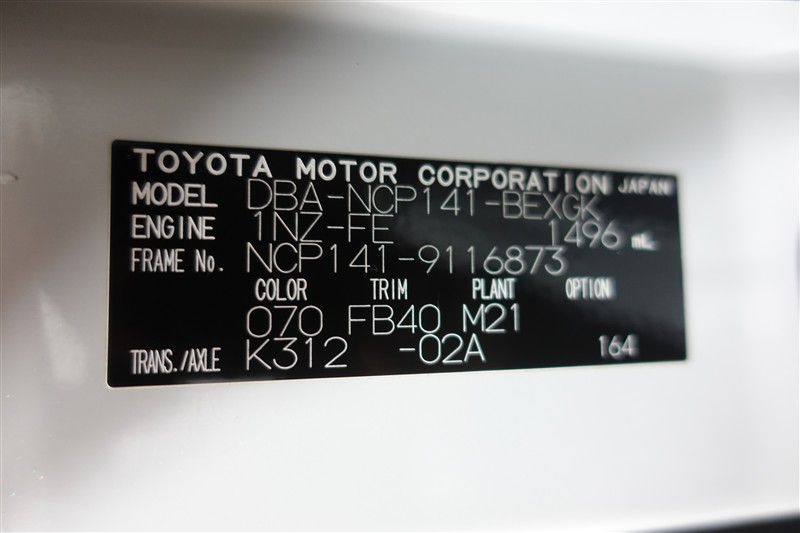 TOYOTA MOTOR CORPORATION JAPAN
MODEL DBA-NCP141-BEXGK
ENGINE 1NZ-FE 1496 mL
FRAME No. NCP141-9116873
COLOR TRIM PLANT OPTION
070 FB40 M21
TRANS./AXLE K312 -02A 164